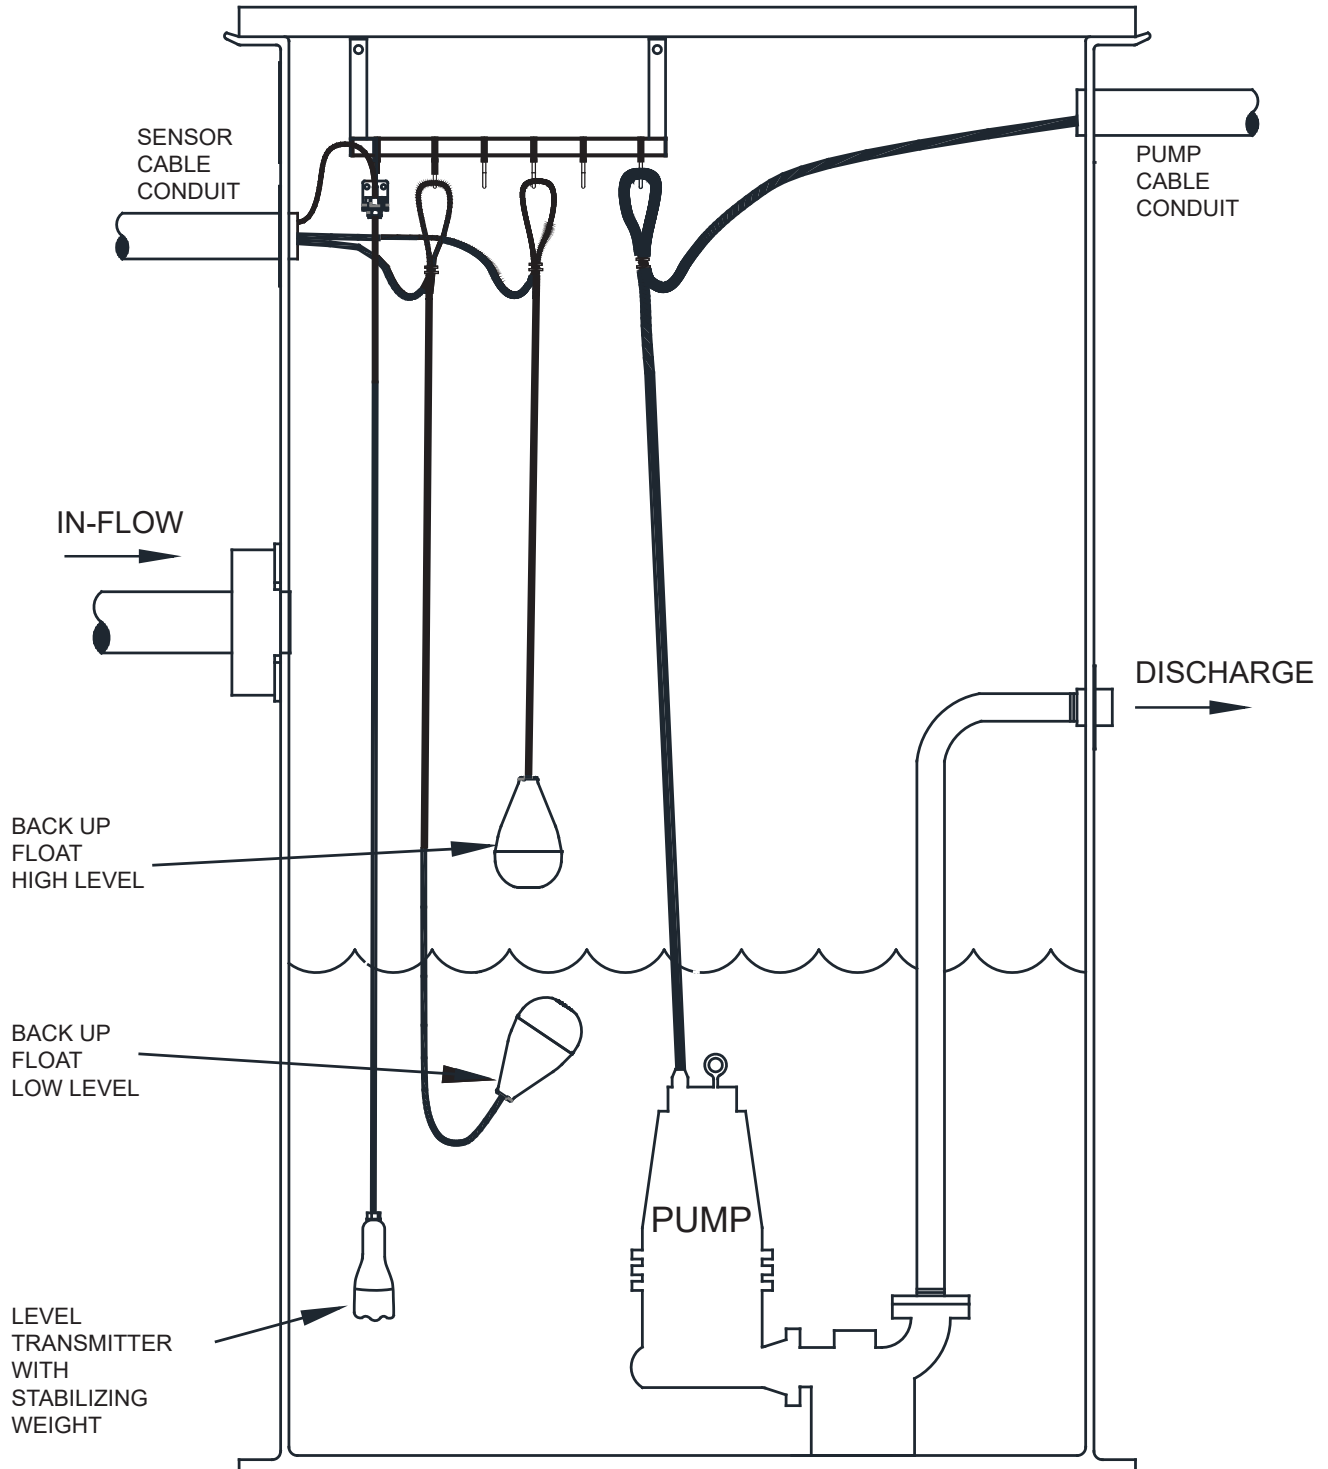 SENSOR
CABLE
CONDUIT
PUMP
CABLE
CONDUIT
IN-FLOW
DISCHARGE
BACK UP
FLOAT
HIGH LEVEL
BACK UP
FLOAT
LOW LEVEL
PUMP
LEVEL
TRANSMITTER
WITH
STABILIZING
WEIGHT